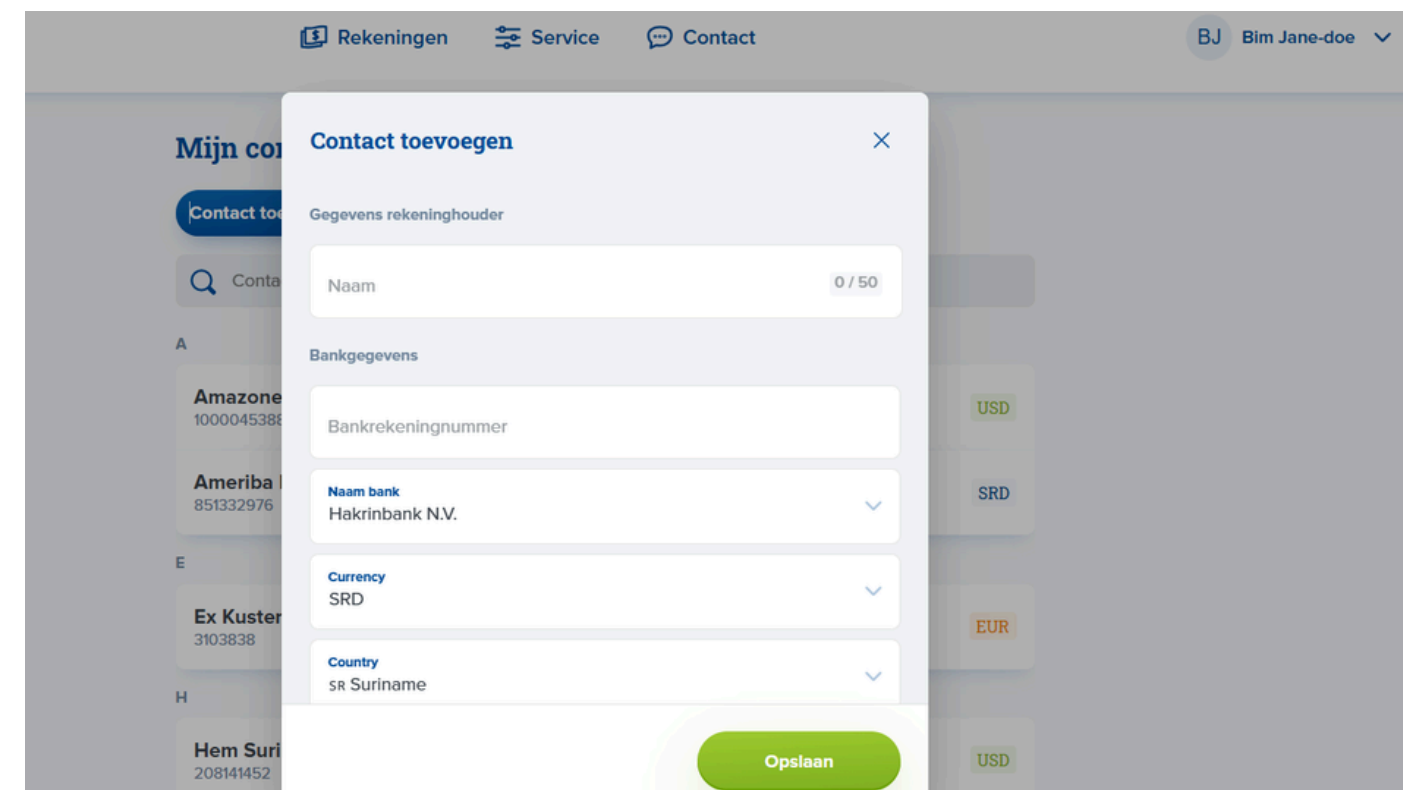 Rekeningen Service Contact BJ Bim Jane-doe
Mijn
Contact
Conta
A
Amazone
1000045388
USD
Ameriba
851332976
SRD
E
Ex Kuster
3103838
EUR
H
Hem Suri
208141452
USD
Contact toevoegen
Gegevens rekeninghouder
Naam 0 / 50
Bankgegevens
Bankrekeningnummer
Naam bank
Hakrinbank N.V.
Currency
SRD
Country
SR Suriname
Opslaan